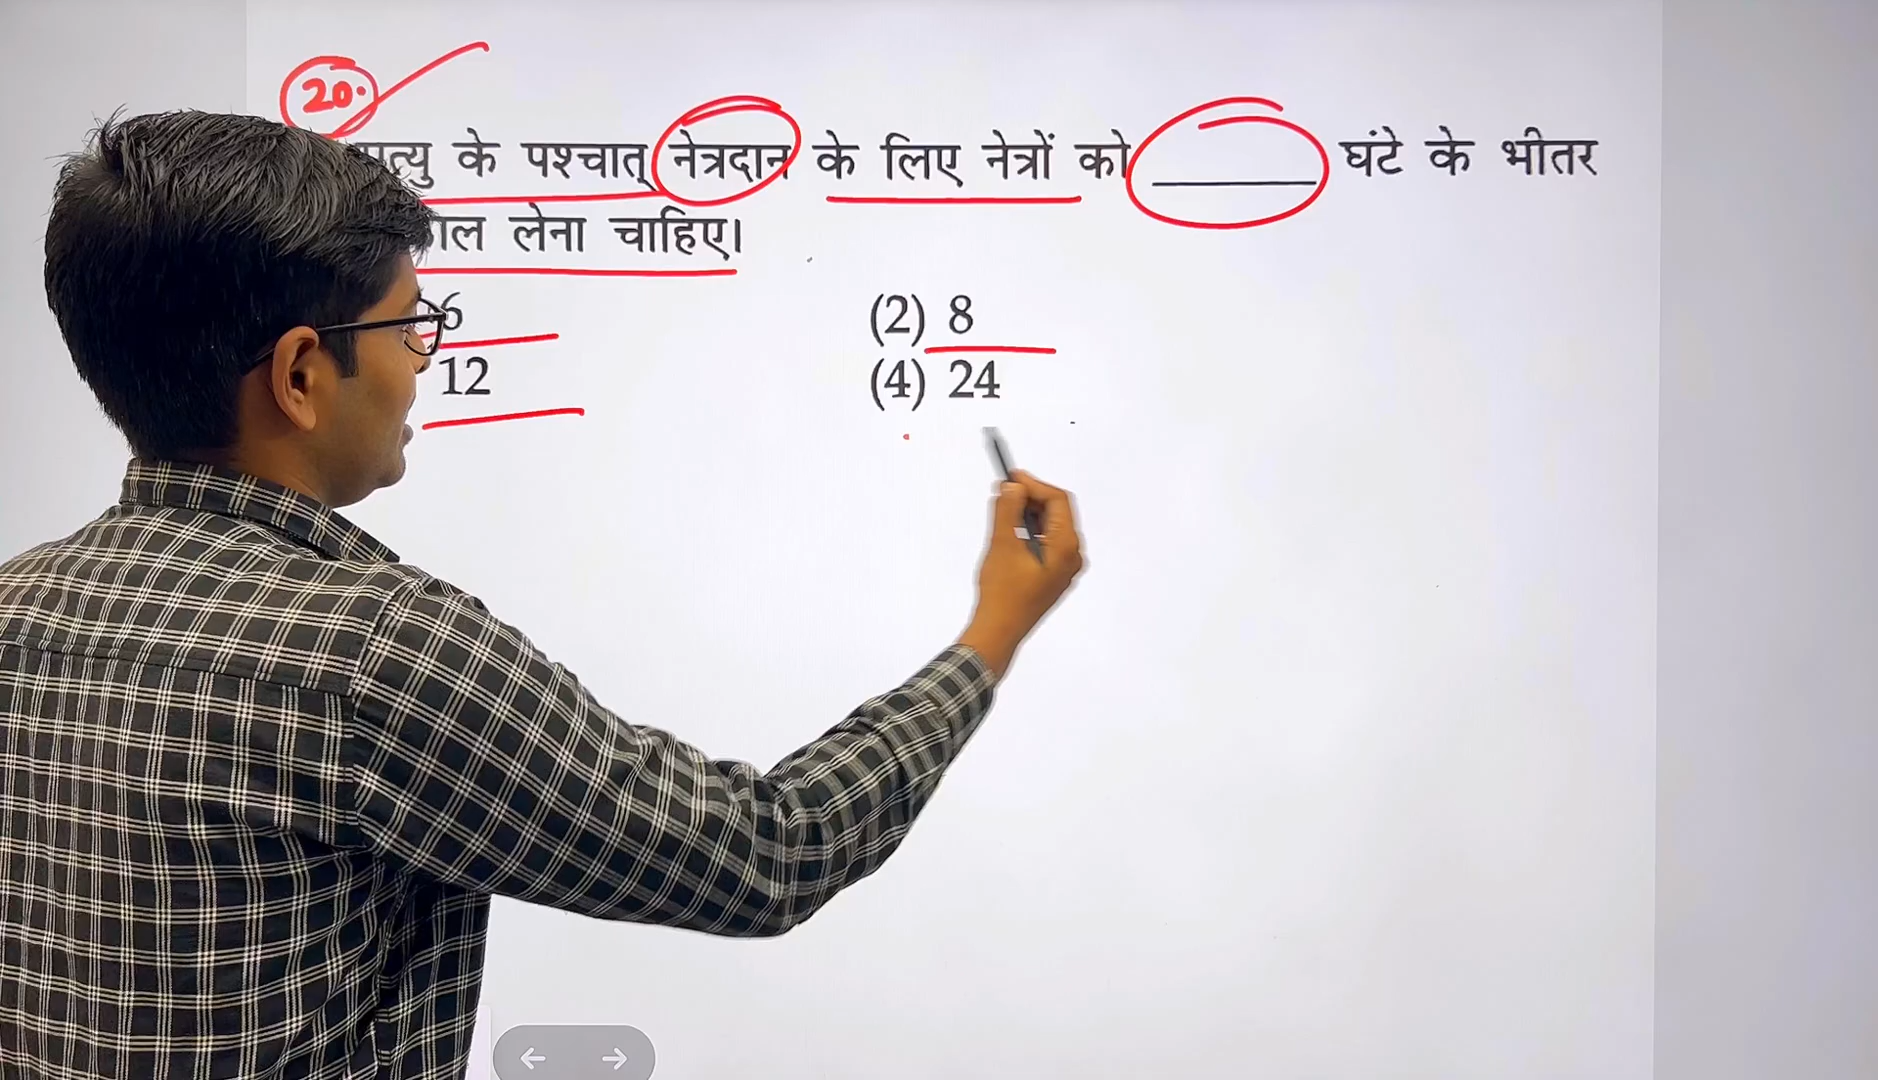 20.
के पश्चात् नेत्रदान के लिए नेत्रों को ______ घंटे के भीतर
लेना चाहिए।
6 (2) 8
12 (4) 24